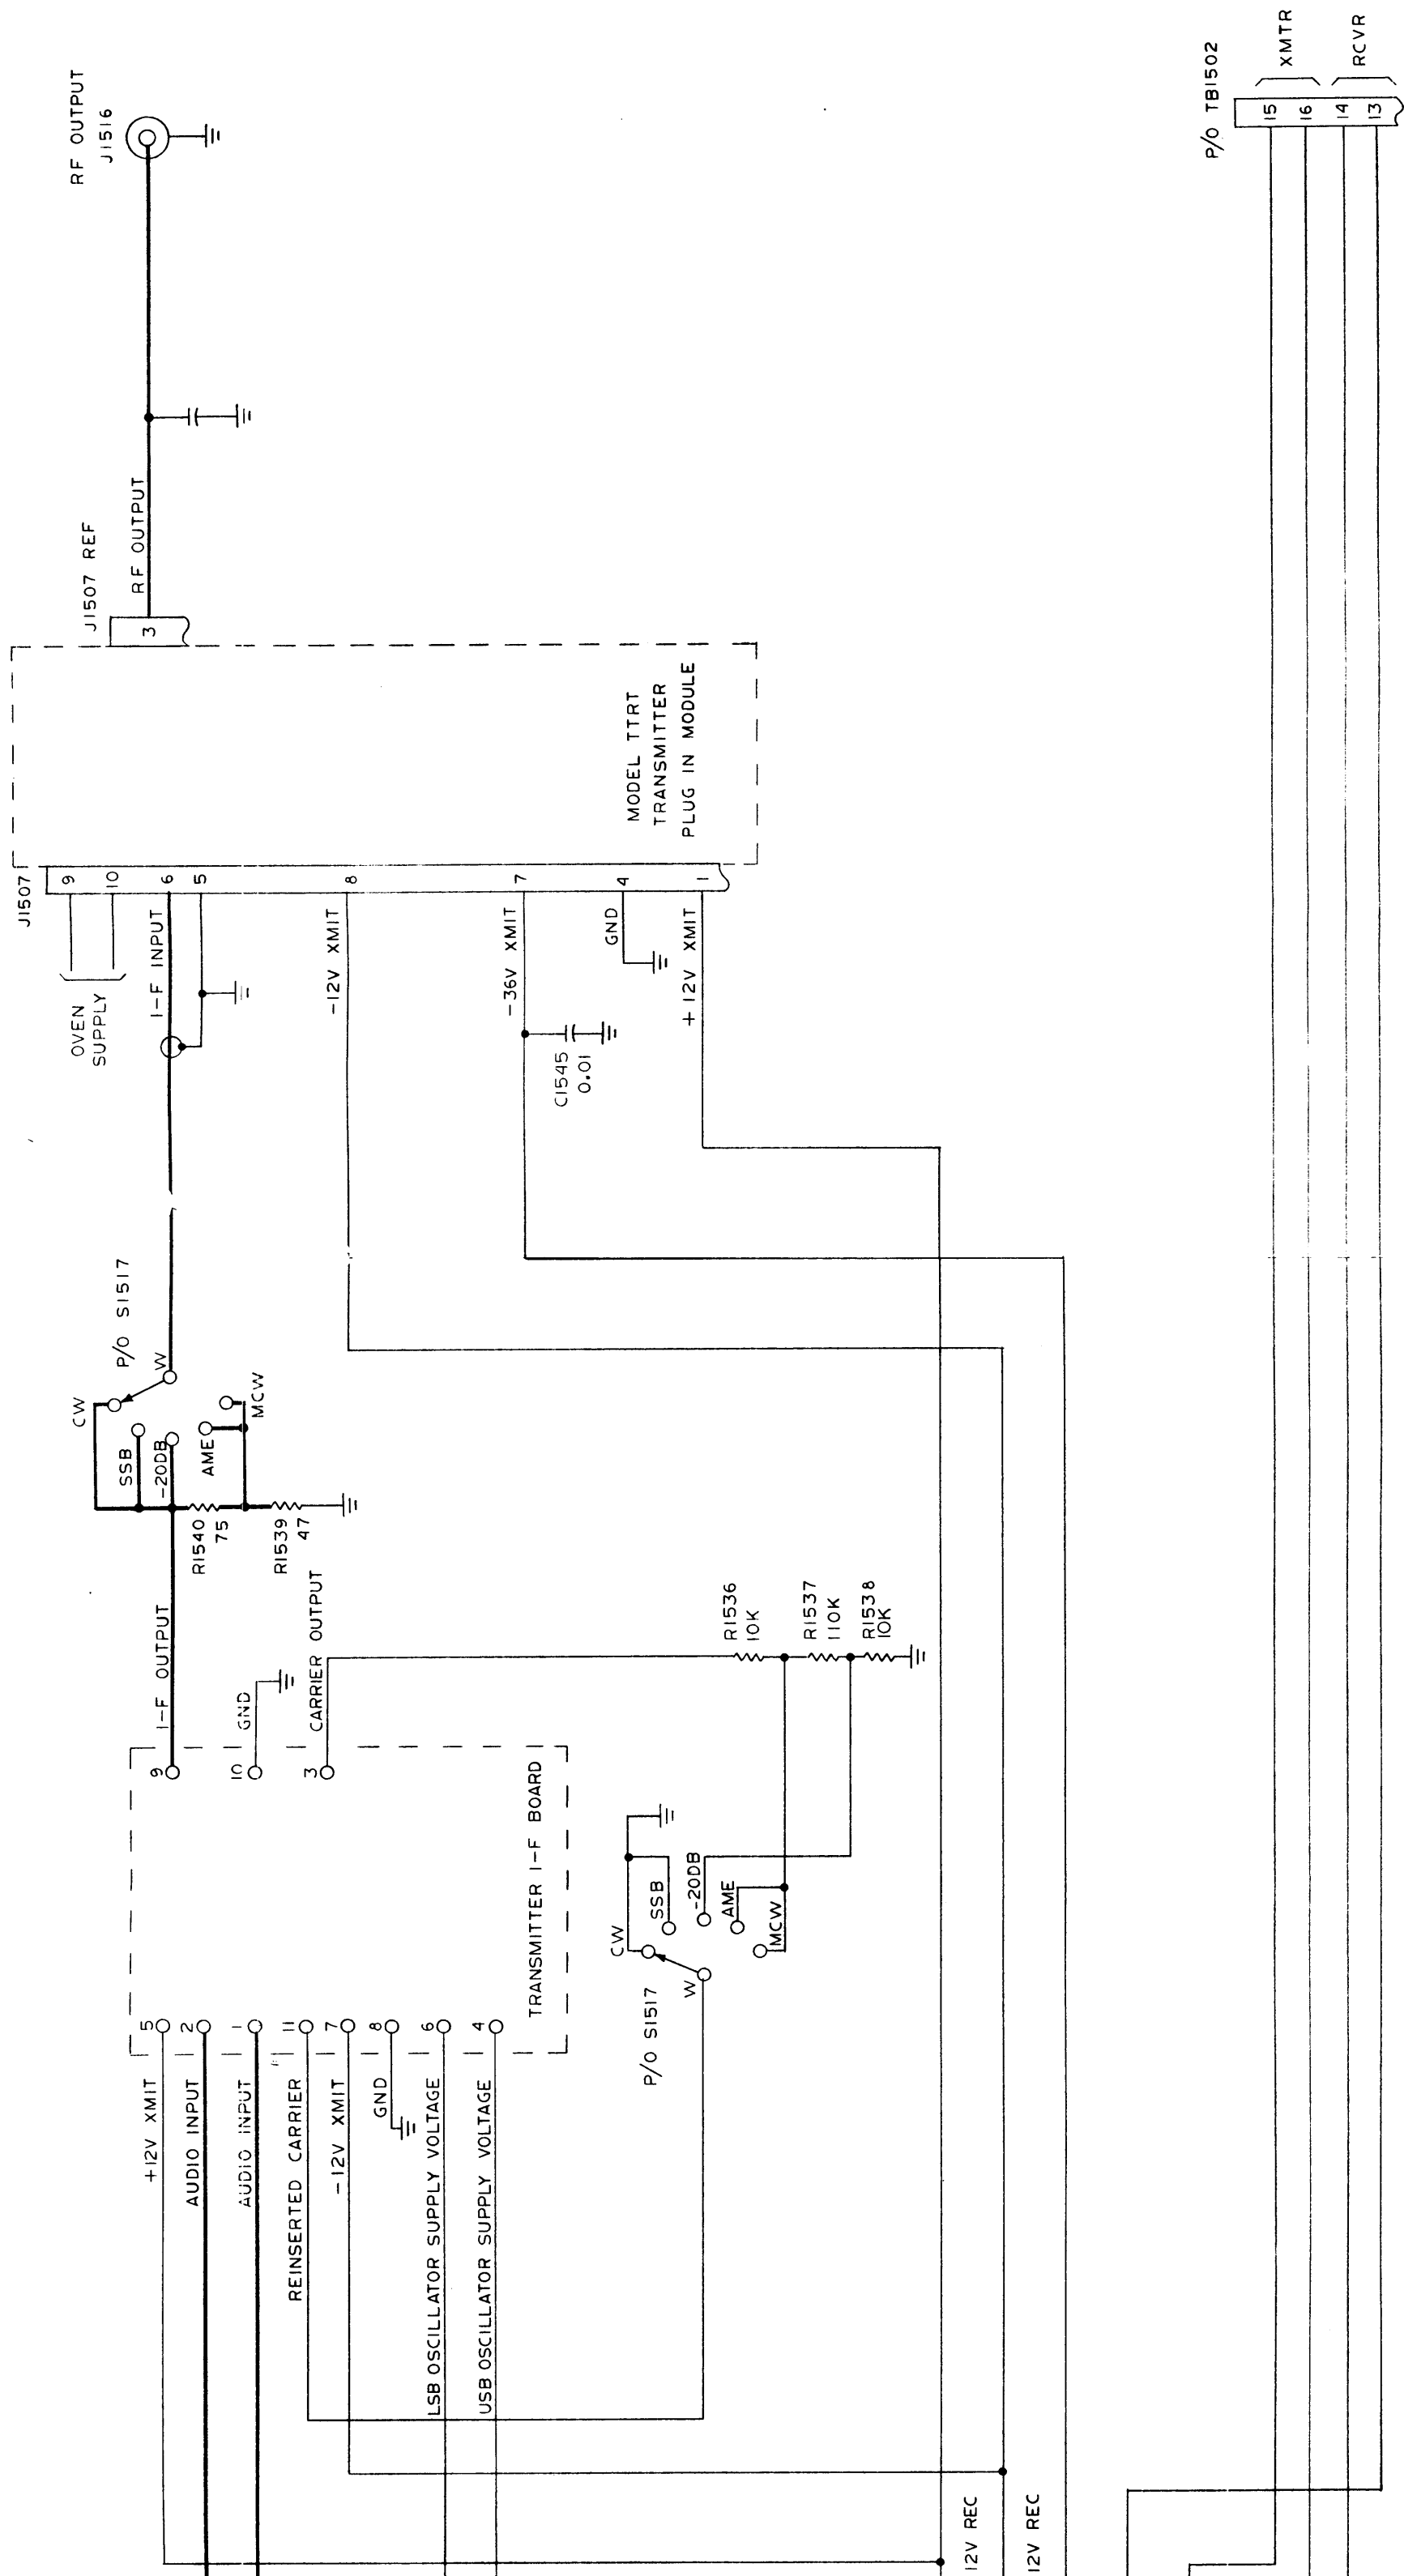 RF OUTPUT
J1516
J1507 REF
RF OUTPUT
3
MODEL TTRT
TRANSMITTER
PLUG IN MODULE
J1507
9
10
6
5
8
7
4
1
OVEN
SUPPLY
I-F INPUT
-12V XMIT
-36V XMIT
GND
+12V XMIT
C1545
0.01
P/O S1517
W
CW
SSB
-20DB
AME
MCW
R1540
75
R1539
47
I-F OUTPUT
GND
CARRIER OUTPUT
R1536
10K
R1537
110K
R1538
10K
9
10
3
TRANSMITTER I-F BOARD
5
2
1
11
7
8
6
4
+12V XMIT
AUDIO INPUT
AUDIO INPUT
REINSERTED CARRIER
-12V XMIT
GND
LSB OSCILLATOR SUPPLY VOLTAGE
USB OSCILLATOR SUPPLY VOLTAGE
P/O S1517
W
CW
SSB
-20DB
AME
MCW
12V REC
12V REC
P/O TB1502
15
16
14
13
XMTR
RCVR